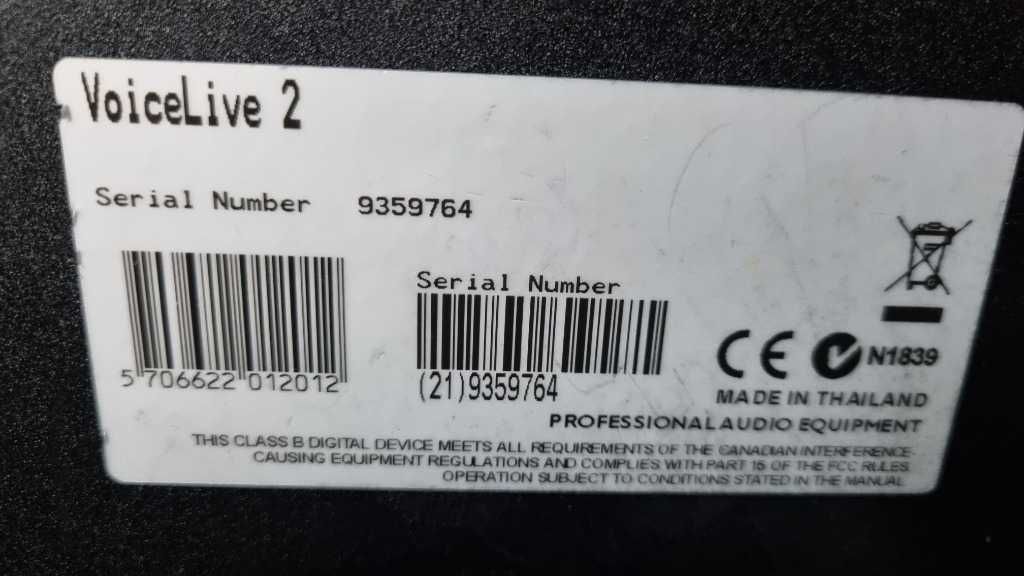 VoiceLive 2
Serial Number 9359764
Serial Number
5 706622 012012
(21)9359764
CE N1839
MADE IN THAILAND
PROFESSIONAL AUDIO EQUIPMENT
THIS CLASS B DIGITAL DEVICE MEETS ALL REQUIREMENTS OF THE CANADIAN INTERFERENCE-
CAUSING EQUIPMENT REGULATIONS AND COMPLIES WITH PART 15 OF THE FCC RULES
OPERATION SUBJECT TO CONDITIONS STATED IN THE MANUAL